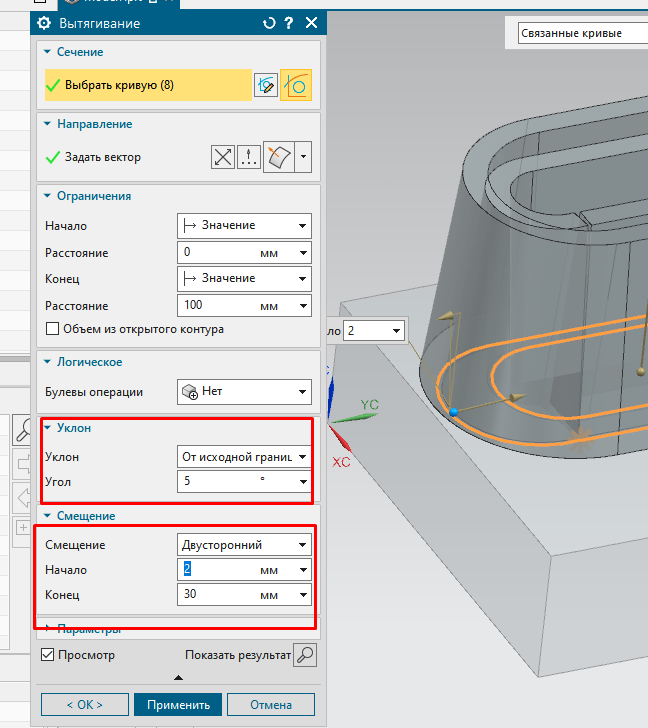 Вытягивание
Связанные кривые
Сечение
Выбрать кривую (8)
Направление
Задать вектор
Ограничения
Начало
Значение
Расстояние
0 мм
Конец
Значение
Расстояние
100 мм
Объем из открытого контура
ло 2
Логическое
Булевы операции
Нет
YC
XC
Уклон
Уклон
От исходной границ
Угол
5 °
Смещение
Смещение
Двусторонний
Начало
2 мм
Конец
30 мм
Параметры
Просмотр
Показать результат
< ОК >
Применить
Отмена